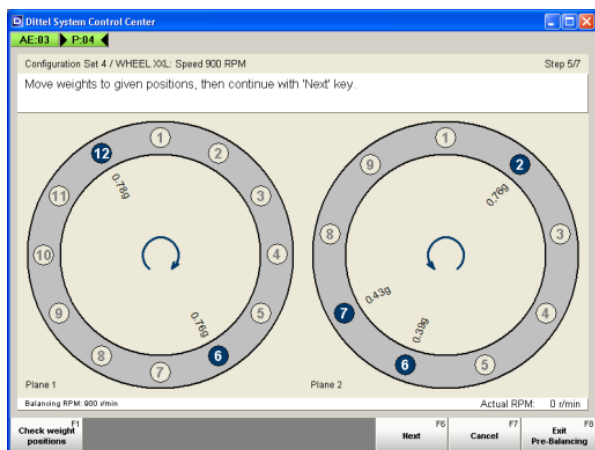 Dittel System Control Center
AE:03 P:04
Configuration Set 4 / WHEEL XXL: Speed 900 RPM Step 5/7
Move weights to given positions, then continue with 'Next' key.
1
2
3
4
5
6
7
8
9
10
11
12
0.78g
0.76g
Plane 1
1
2
3
4
5
6
7
8
9
0.76g
0.43g
0.39g
Plane 2
Balancing RPM: 900 r/min Actual RPM: 0 r/min
F1
Check weight
positions
F6
Next
F7
Cancel
F8
Exit
Pre-Balancing